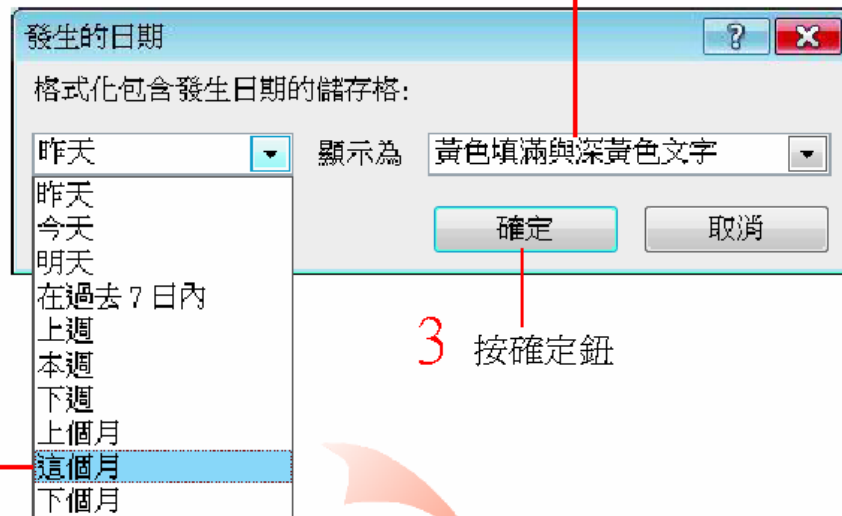 發生的日期
格式化包含發生日期的儲存格:
昨天 顯示為 黃色填滿與深黃色文字
昨天
今天
明天
在過去 7 日內
上週
本週
下週
上個月
這個月
下個月
確定 取消
3 按確定鈕